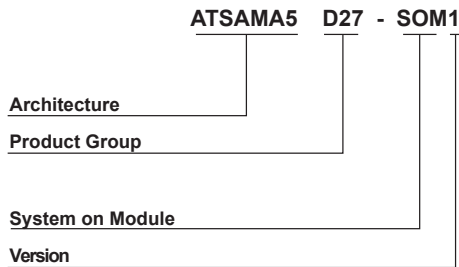 ATSAMA5 D27 - SOM1
Architecture
Product Group
System on Module
Version